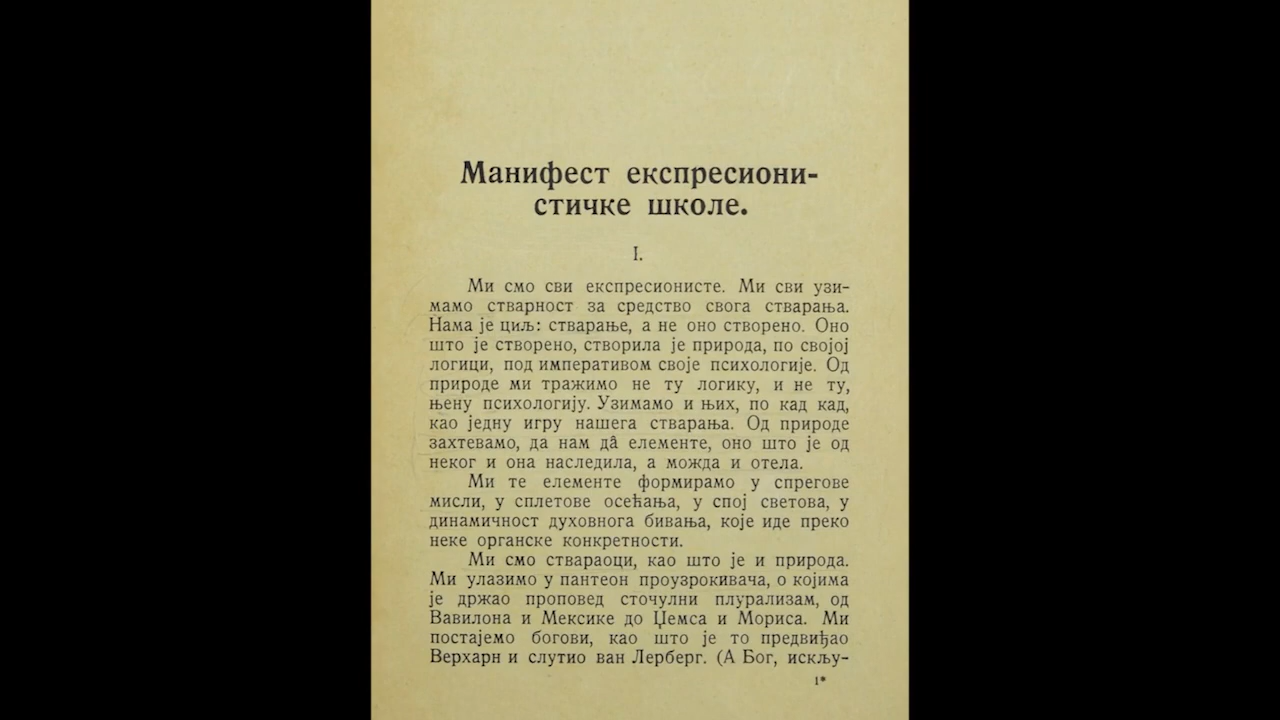 Манифест експресиони-
стичке школе.
I.
Ми смо сви експресионисте. Ми сви узи-
мамо стварност за средство свога стварања.
Нама је циљ: стварање, а не оно створено. Оно
што је створено, створила је природа, по својој
логици, под императивом своје психологије. Од
природе ми тражимо не ту логику, и не ту,
њену психологију. Узимамо и њих, по кад кад,
као једну игру нашега стварања. Од природе
захтевамо, да нам дâ елементе, оно што је од
неког и она наследила, а можда и отела.
Ми те елементе формирамо у спрегове
мисли, у сплетове осећања, у спој светова, у
динамичност духовнога бивања, које иде преко
неке органске конкретности.
Ми смо ствараоци, као што је и природа.
Ми улазимо у пантеон проузрокивача, о којима
је држао проповед сточулни плурализам, од
Вавилона и Мексике до Џемса и Мориса. Ми
постајемо богови, као што је то предвиђао
Верхарн и слутио ван Лерберг. (А Бог, искљу-
1*